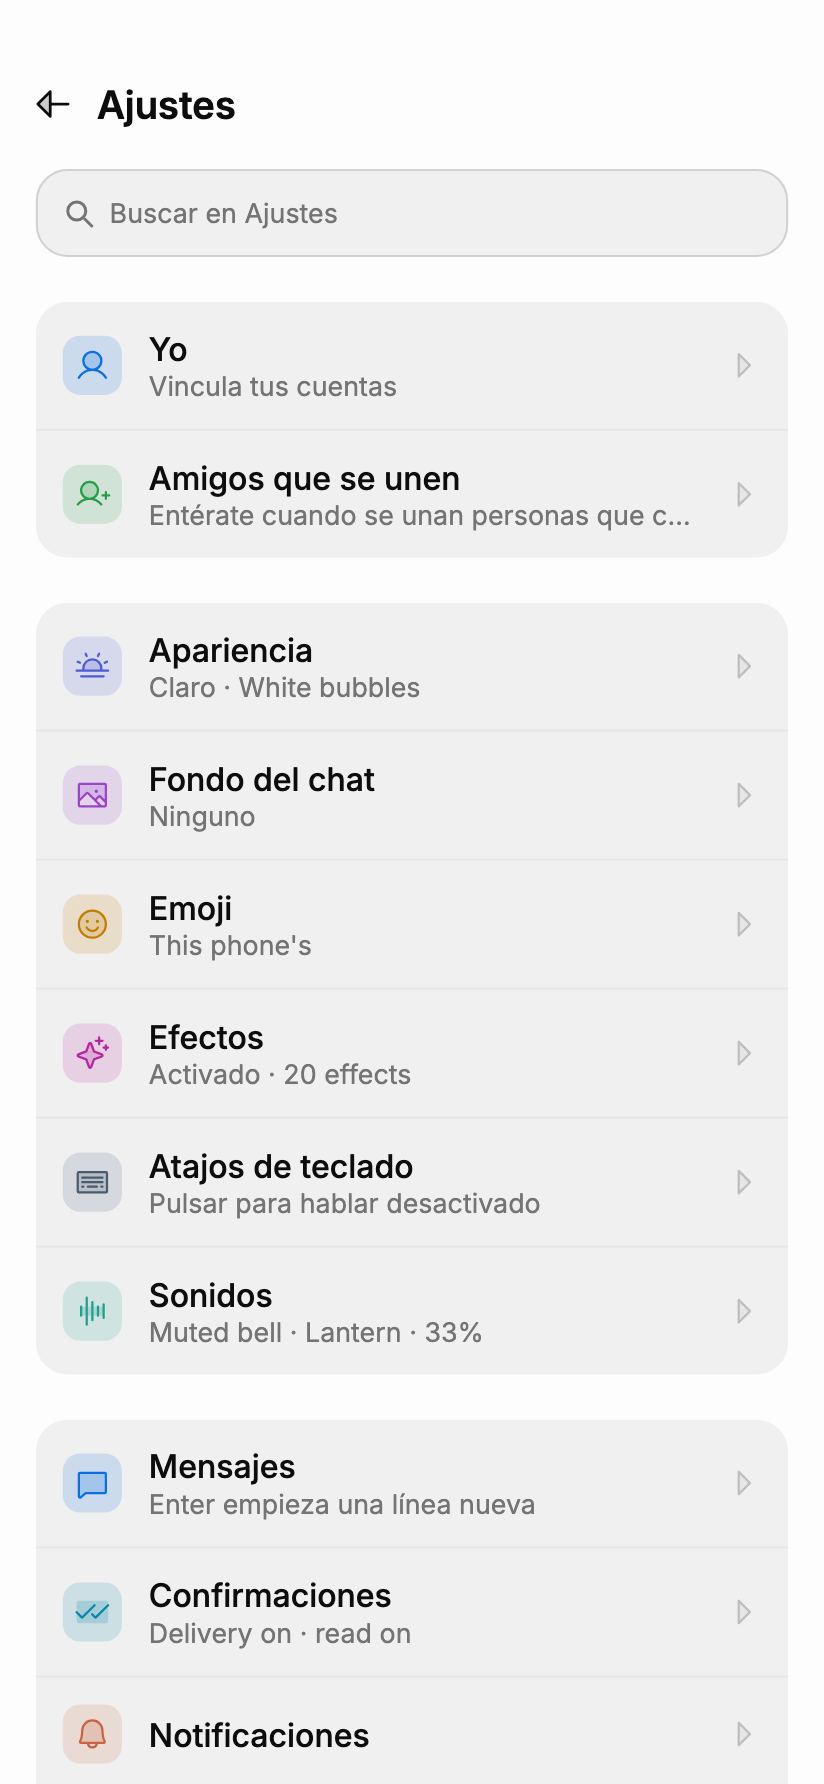 Ajustes
Buscar en Ajustes
Yo
Vincula tus cuentas
Amigos que se unen
Entérate cuando se unan personas que c...
Apariencia
Claro · White bubbles
Fondo del chat
Ninguno
Emoji
This phone's
Efectos
Activado · 20 effects
Atajos de teclado
Pulsar para hablar desactivado
Sonidos
Muted bell · Lantern · 33%
Mensajes
Enter empieza una línea nueva
Confirmaciones
Delivery on · read on
Notificaciones